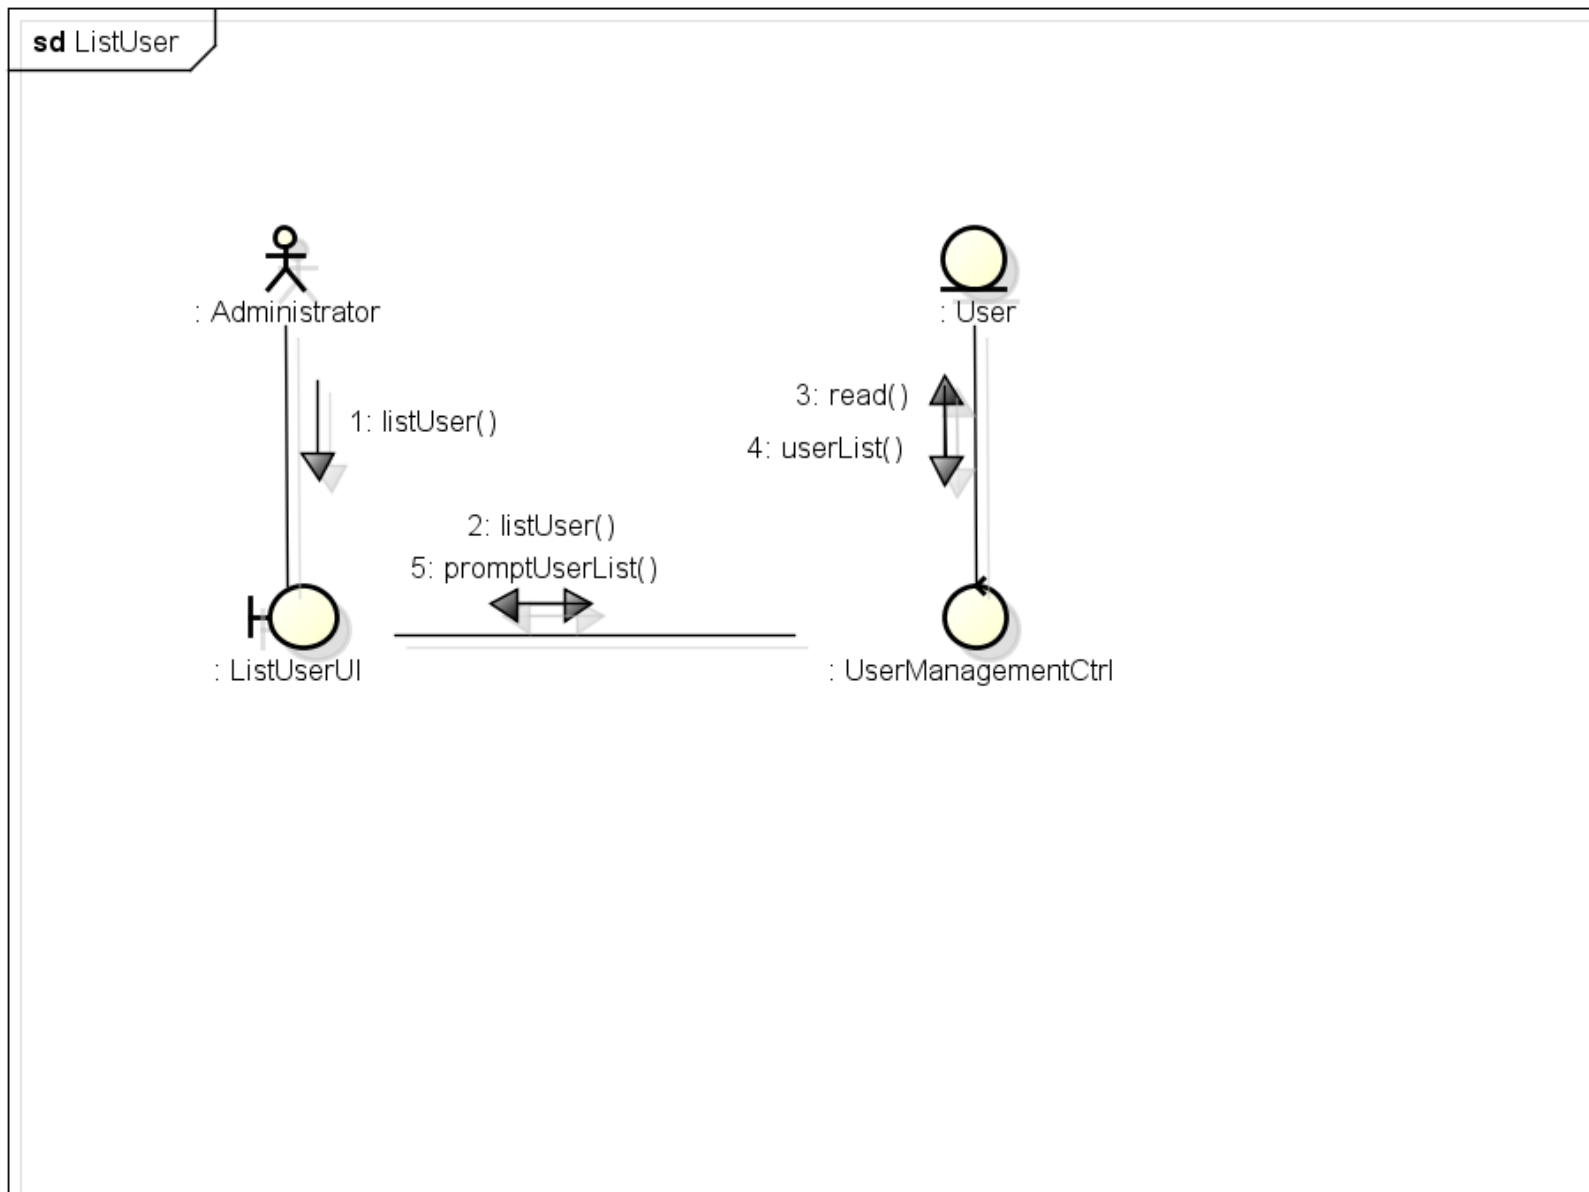 sd ListUser
: Administrator
: User
3: read()
1: listUser()
4: userList()
2: listUser()
5: promptUserList()
: ListUserUI
: UserManagementCtrl